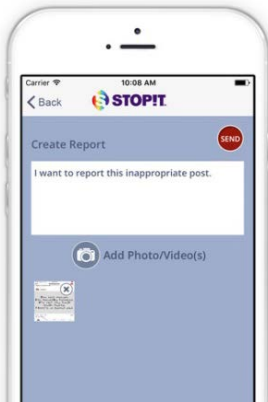 Carrier 10:08 AM
Back STOP!T
Create Report SEND
I want to report this inappropriate post.
Add Photo/Video(s)